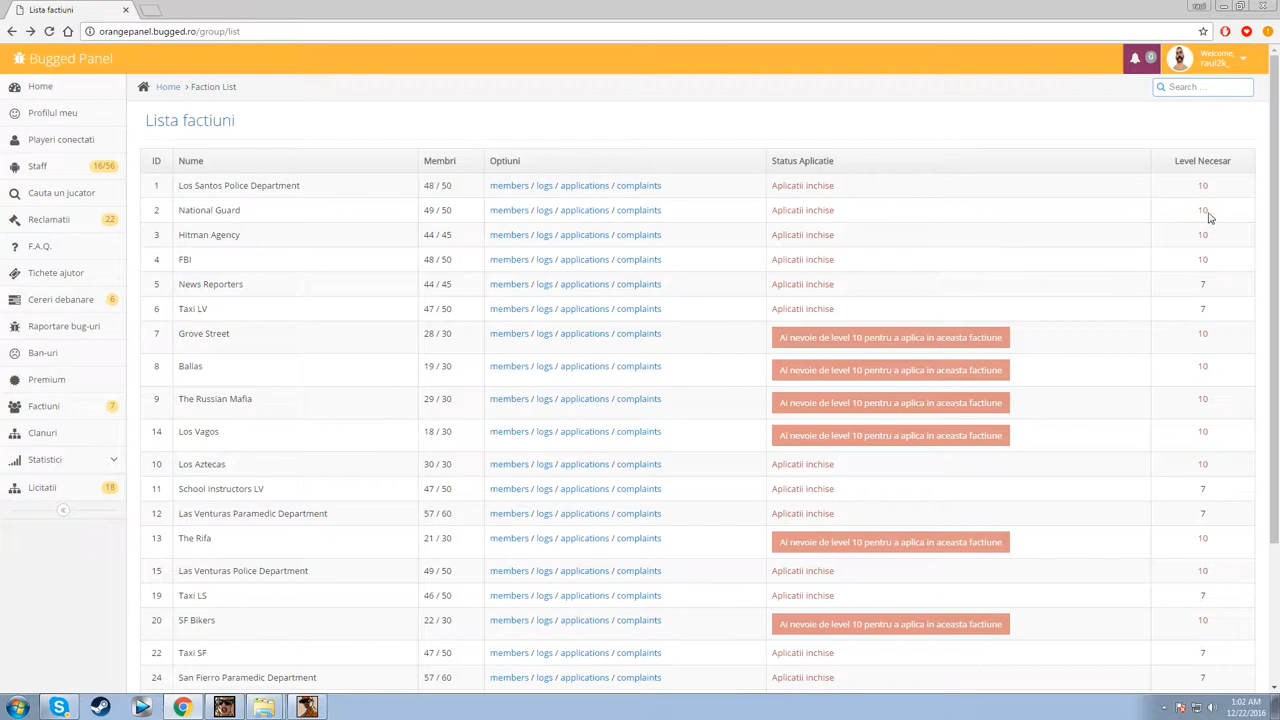 Lista factiuni
raul
orangepanel.bugged.ro/group/list
Bugged Panel
0
Welcome,
raul2k_
Home
Profilul meu
Playeri conectati
Staff 16/56
Cauta un jucator
Reclamatii 22
F.A.Q.
Tichete ajutor
Cereri debanare 6
Raportare bug-uri
Ban-uri
Premium
Factiuni 7
Clanuri
Statistici
Licitatii 18
Home > Faction List
Search ...
Lista factiuni
ID Nume Membri Optiuni Status Aplicatie Level Necesar
1 Los Santos Police Department 48 / 50 members / logs / applications / complaints Aplicatii inchise 10
2 National Guard 49 / 50 members / logs / applications / complaints Aplicatii inchise 10
3 Hitman Agency 44 / 45 members / logs / applications / complaints Aplicatii inchise 10
4 FBI 48 / 50 members / logs / applications / complaints Aplicatii inchise 10
5 News Reporters 44 / 45 members / logs / applications / complaints Aplicatii inchise 7
6 Taxi LV 47 / 50 members / logs / applications / complaints Aplicatii inchise 7
7 Grove Street 28 / 30 members / logs / applications / complaints Ai nevoie de level 10 pentru a aplica in aceasta factiune 10
8 Ballas 19 / 30 members / logs / applications / complaints Ai nevoie de level 10 pentru a aplica in aceasta factiune 10
9 The Russian Mafia 29 / 30 members / logs / applications / complaints Ai nevoie de level 10 pentru a aplica in aceasta factiune 10
14 Los Vagos 18 / 30 members / logs / applications / complaints Ai nevoie de level 10 pentru a aplica in aceasta factiune 10
10 Los Aztecas 30 / 30 members / logs / applications / complaints Aplicatii inchise 10
11 School Instructors LV 47 / 50 members / logs / applications / complaints Aplicatii inchise 7
12 Las Venturas Paramedic Department 57 / 60 members / logs / applications / complaints Aplicatii inchise 7
13 The Rifa 21 / 30 members / logs / applications / complaints Ai nevoie de level 10 pentru a aplica in aceasta factiune 10
15 Las Venturas Police Department 49 / 50 members / logs / applications / complaints Aplicatii inchise 10
19 Taxi LS 46 / 50 members / logs / applications / complaints Aplicatii inchise 7
20 SF Bikers 22 / 30 members / logs / applications / complaints Ai nevoie de level 10 pentru a aplica in aceasta factiune 10
22 Taxi SF 47 / 50 members / logs / applications / complaints Aplicatii inchise 7
24 San Fierro Paramedic Department 57 / 60 members / logs / applications / complaints Aplicatii inchise 7
1:02 AM
12/22/2016